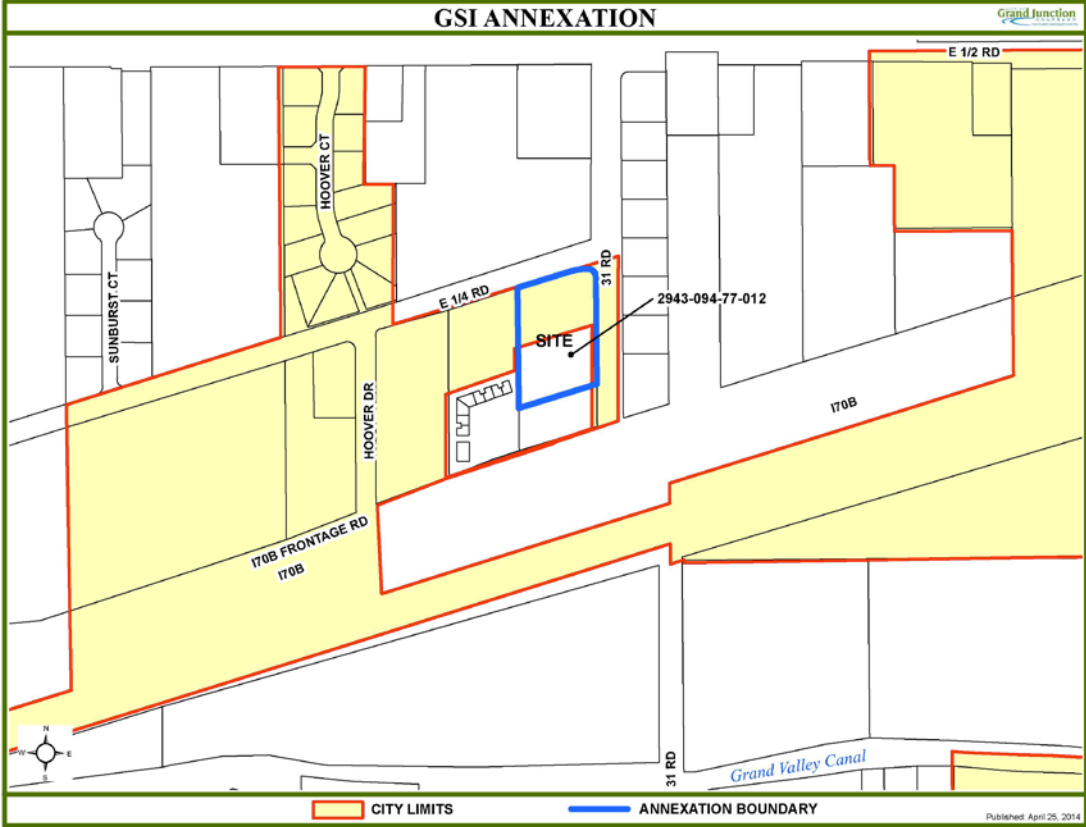 GSI ANNEXATION
Grand Junction
COLORADO
E 1/2 RD
HOOVER CT
SUNBURST CT
31 RD
E 1/4 RD
2943-094-77-012
SITE
HOOVER DR
I70B
I70B FRONTAGE RD
I70B
31 RD
Grand Valley Canal
N
W E
S
CITY LIMITS
ANNEXATION BOUNDARY
Published: April 25, 2014